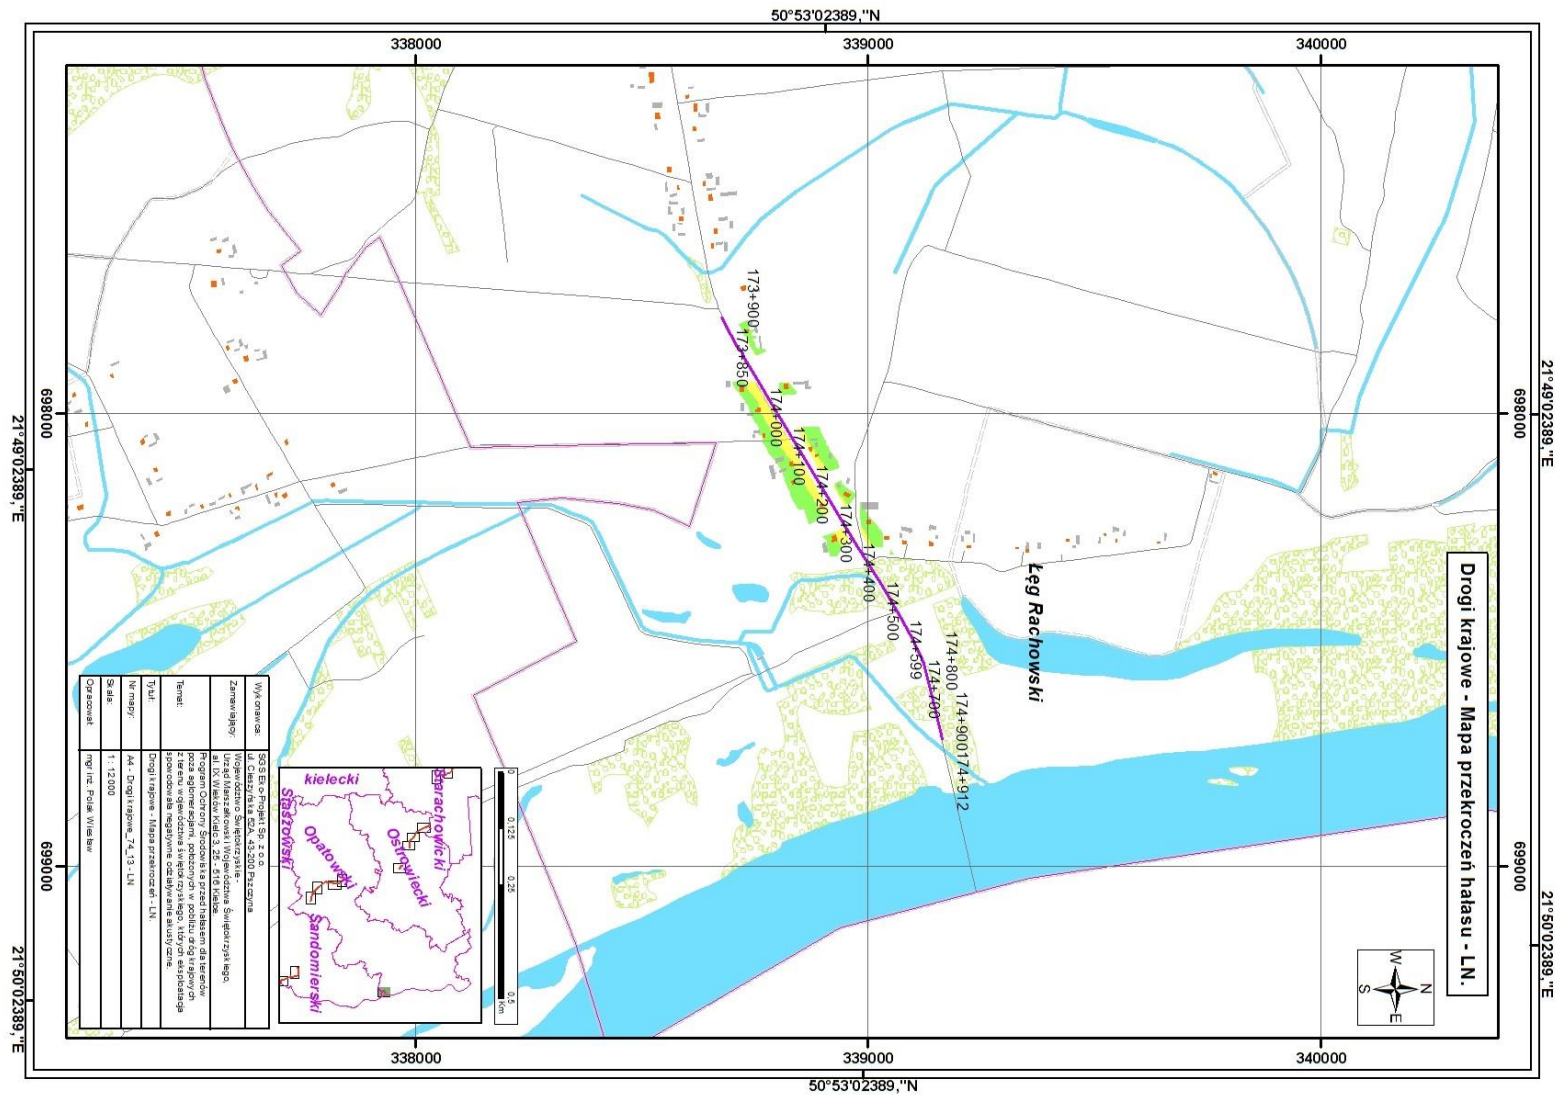 50°53'02389,"N
338000
339000
340000
21°49'02389,"E
698000
21°50'02389,"E
699000
Drogi krajowe - Mapa przekroczeń hałasu - LN.
Łęg Rachowski
173+900
173+850
174+000
174+100
174+200
174+300
174+400
174+500
174+599
174+800
174+700
174+900174+912
N
W
E
S
0
0,125
0,25
0,5
Km
kielecki
Starachowicki
Ostrowiecki
Opatowski
Staszowski
Sandomierski
Wykonawca: SGS Eko-Projekt Sp. z o.o.
ul. Cieszyńska 52A, 43-200 Pszczyna
Zamawiający: Województwo Świętokrzyskie -
Urząd Marszałkowski Województwa Świętokrzyskiego,
al. IX Wieków Kielc 3, 25 - 516 Kielce
Temat: Program Ochrony Środowiska przed hałasem dla terenów
poza aglomeracjami, położonych w pobliżu dróg krajowych
z terenu województwa świętokrzyskiego, których eksploatacja
spowodowała negatywne oddziaływanie akustyczne.
Tytuł: Drogi krajowe - Mapa przekroczeń - LN.
Nr mapy: A4 - Drogi krajowe_74_13 - LN
Skala: 1 : 12 000
Opracował: mgr inż. Polak Wiesław
698000
21°49'02389,"E
699000
21°50'02389,"E
338000
339000
340000
50°53'02389,"N